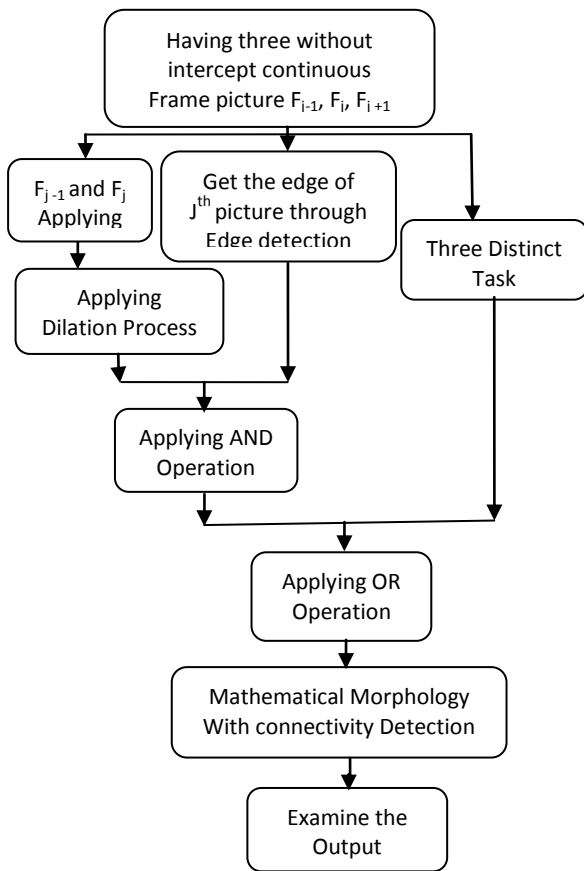 Having three without
intercept continuous
Frame picture Fi-1, Fi, Fi +1
Fj -1 and Fj
Applying
Get the edge of
Jth picture through
Edge detection
Three Distinct
Task
Applying
Dilation Process
Applying AND
Operation
Applying OR
Operation
Mathematical Morphology
With connectivity Detection
Examine the
Output